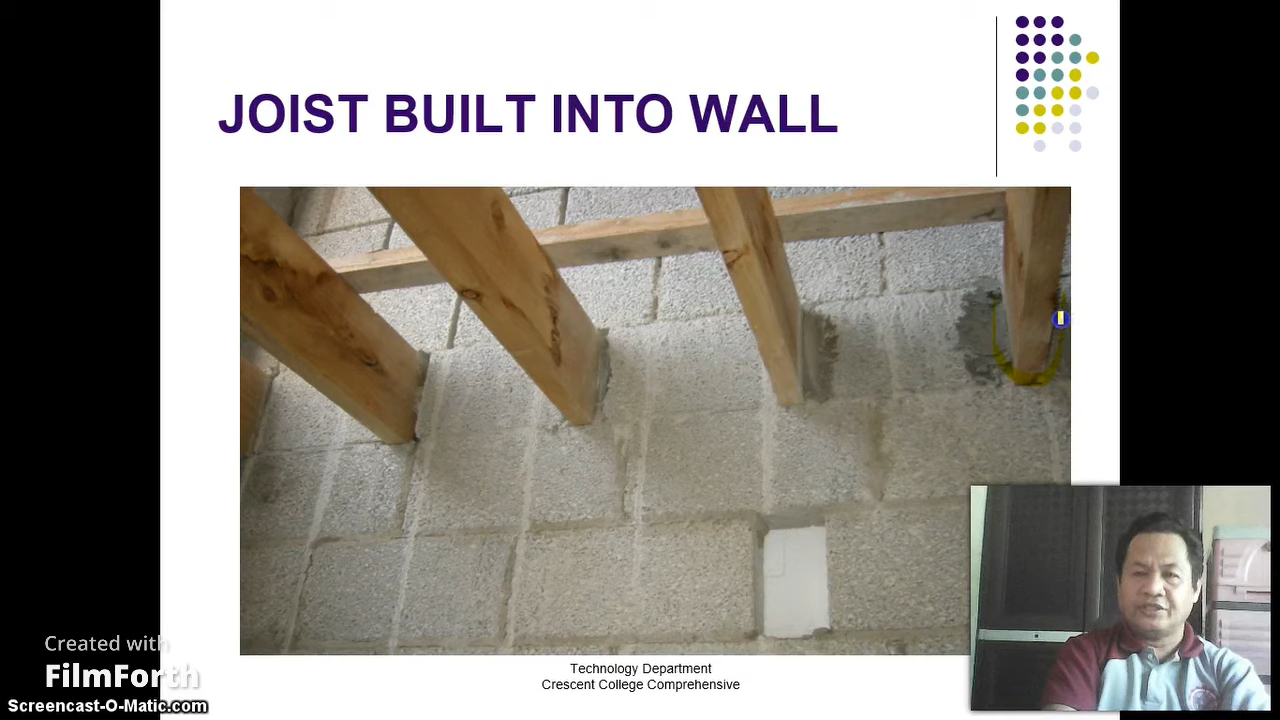 JOIST BUILT INTO WALL
Technology Department
Crescent College Comprehensive
Created with
FilmForth
Screencast-O-Matic.com